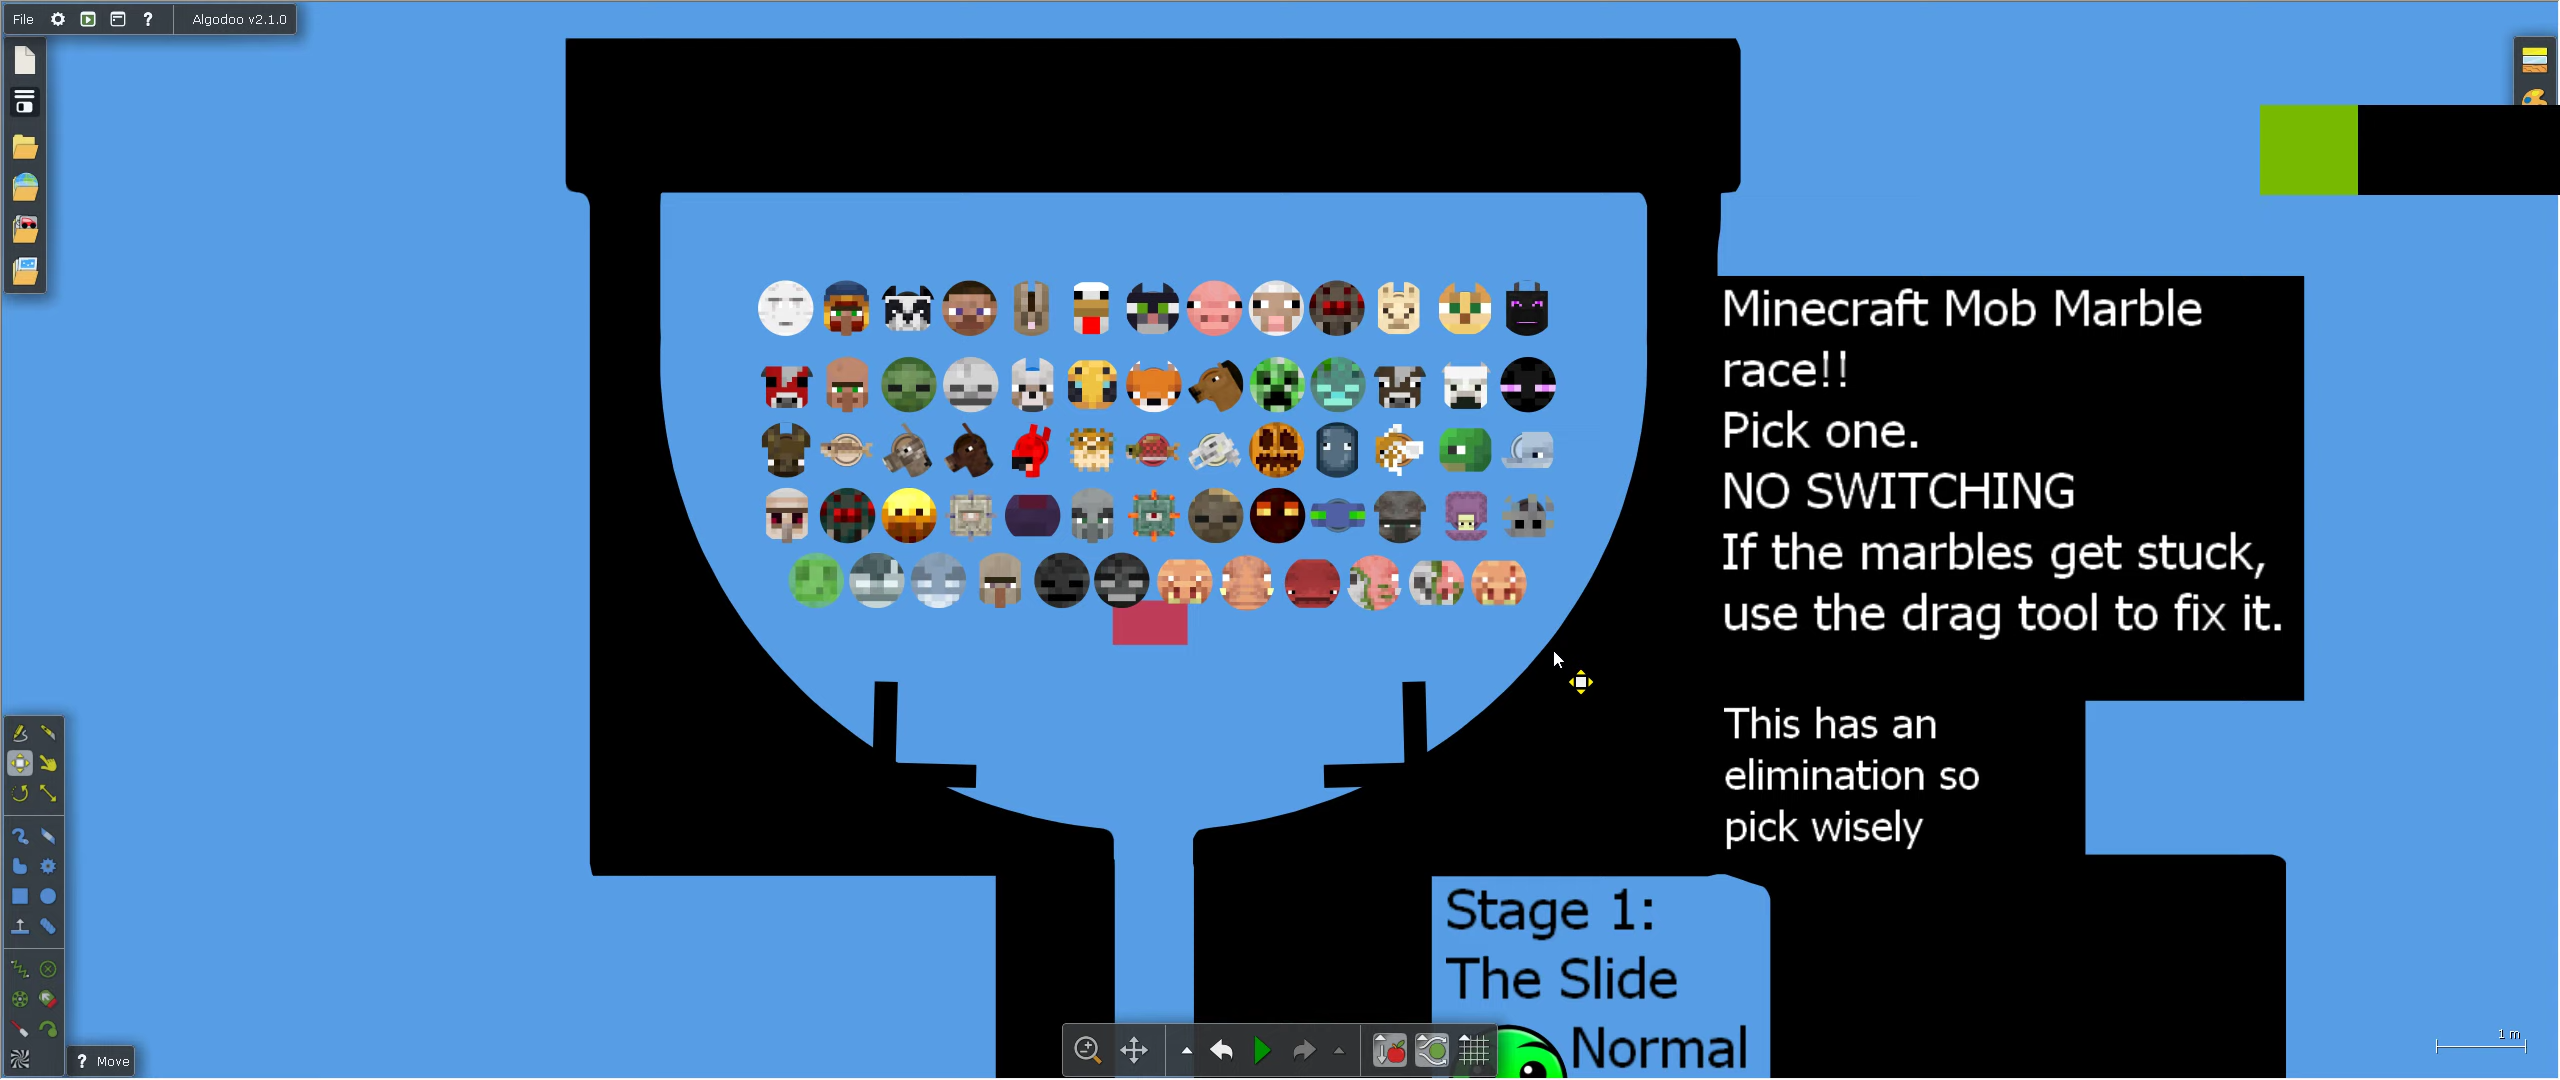 File ? Algodoo v2.1.0
Minecraft Mob Marble
race!!
Pick one.
NO SWITCHING
If the marbles get stuck,
use the drag tool to fix it.
This has an
elimination so
pick wisely
Stage 1:
The Slide
Normal
? Move
1 m